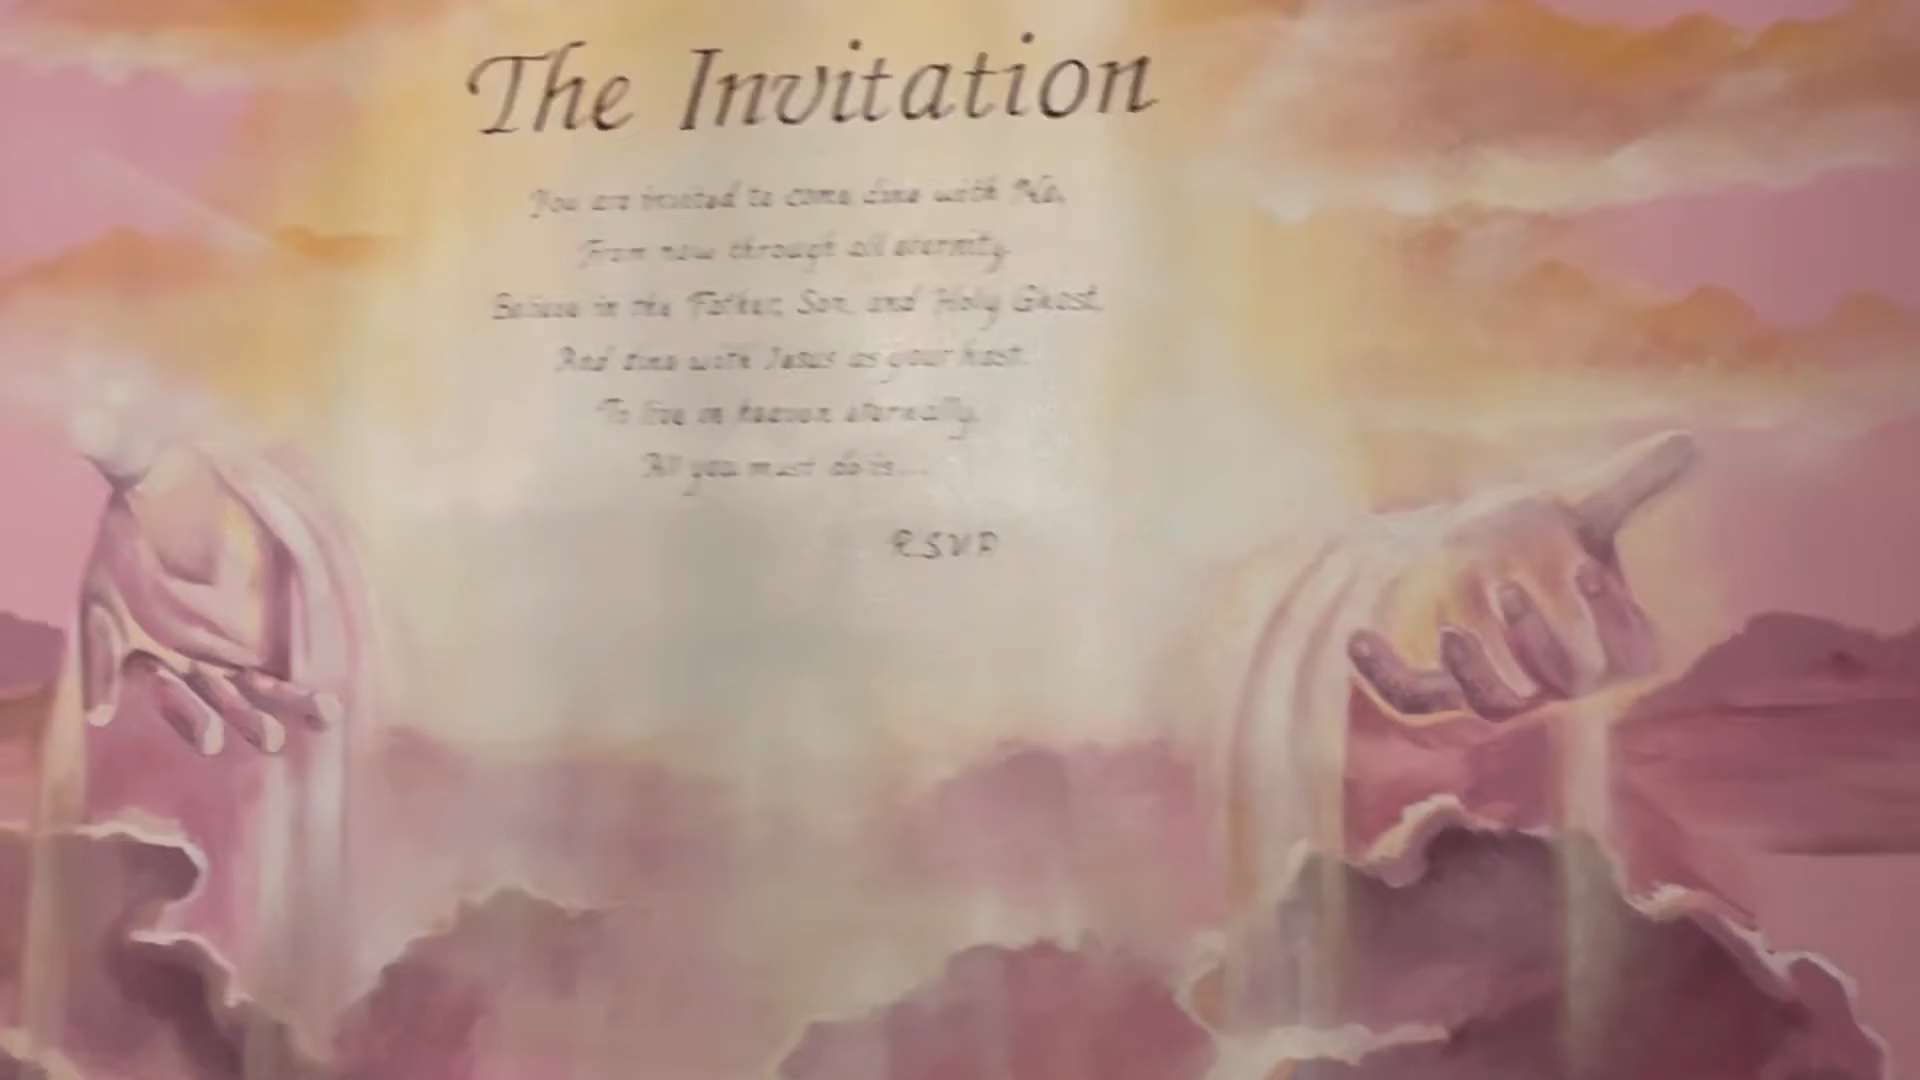 The Invitation
You are invited to come dine with Me,
From now through all eternity.
Believe in the Father, Son, and Holy Ghost,
And dine with Jesus as your host.
To live in heaven eternally,
All you must do is....
R.S.V.P.